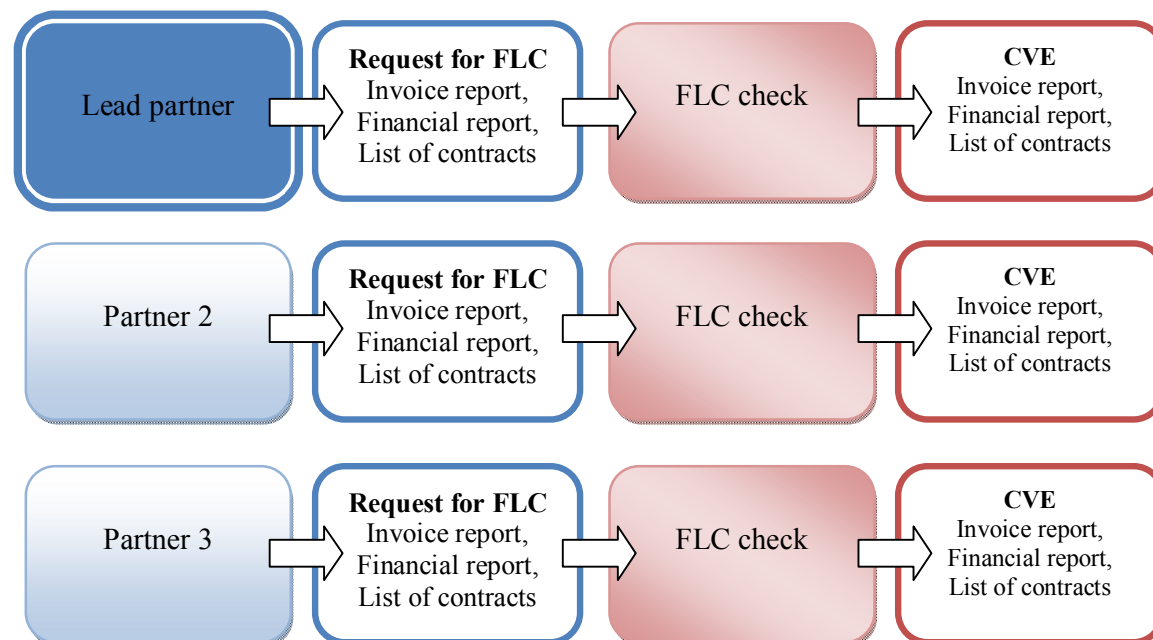 Lead partner
Request for FLC
Invoice report,
Financial report,
List of contracts
FLC check
CVE
Invoice report,
Financial report,
List of contracts
Partner 2
Request for FLC
Invoice report,
Financial report,
List of contracts
FLC check
CVE
Invoice report,
Financial report,
List of contracts
Partner 3
Request for FLC
Invoice report,
Financial report,
List of contracts
FLC check
CVE
Invoice report,
Financial report,
List of contracts